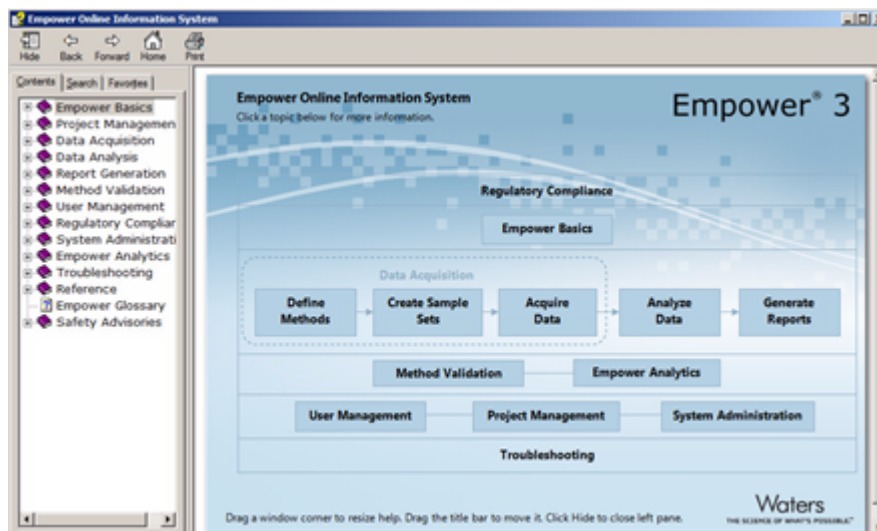 Empower Online Information System
Hide Back Forward Home Print
Contents Search Favorites
Empower Basics
Project Managemen
Data Acquisition
Data Analysis
Report Generation
Method Validation
User Management
Regulatory Compliar
System Administrati
Empower Analytics
Troubleshooting
Reference
Empower Glossary
Safety Advisories
Empower Online Information System
Click a topic below for more information.
Empower® 3
Regulatory Compliance
Empower Basics
Data Acquisition
Define Methods
Create Sample Sets
Acquire Data
Analyze Data
Generate Reports
Method Validation
Empower Analytics
User Management
Project Management
System Administration
Troubleshooting
Drag a window corner to resize help. Drag the title bar to move it. Click Hide to close left pane.
Waters
THE SCIENCE OF WHAT'S POSSIBLE.™